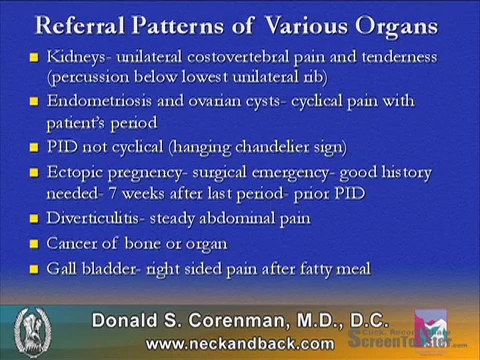 Referral Patterns of Various Organs
Kidneys- unilateral costovertebral pain and tenderness
(percussion below lowest unilateral rib)
Endometriosis and ovarian cysts- cyclical pain with
patient's period
PID not cyclical (hanging chandelier sign)
Ectopic pregnency- surgical emergency- good history
needed- 7 weeks after last period- prior PID
Diverticulitis- steady abdominal pain
Cancer of bone or organ
Gall bladder- right sided pain after fatty meal
Donald S. Corenman, M.D., D.C.
www.neckandback.com
ScreenToaster